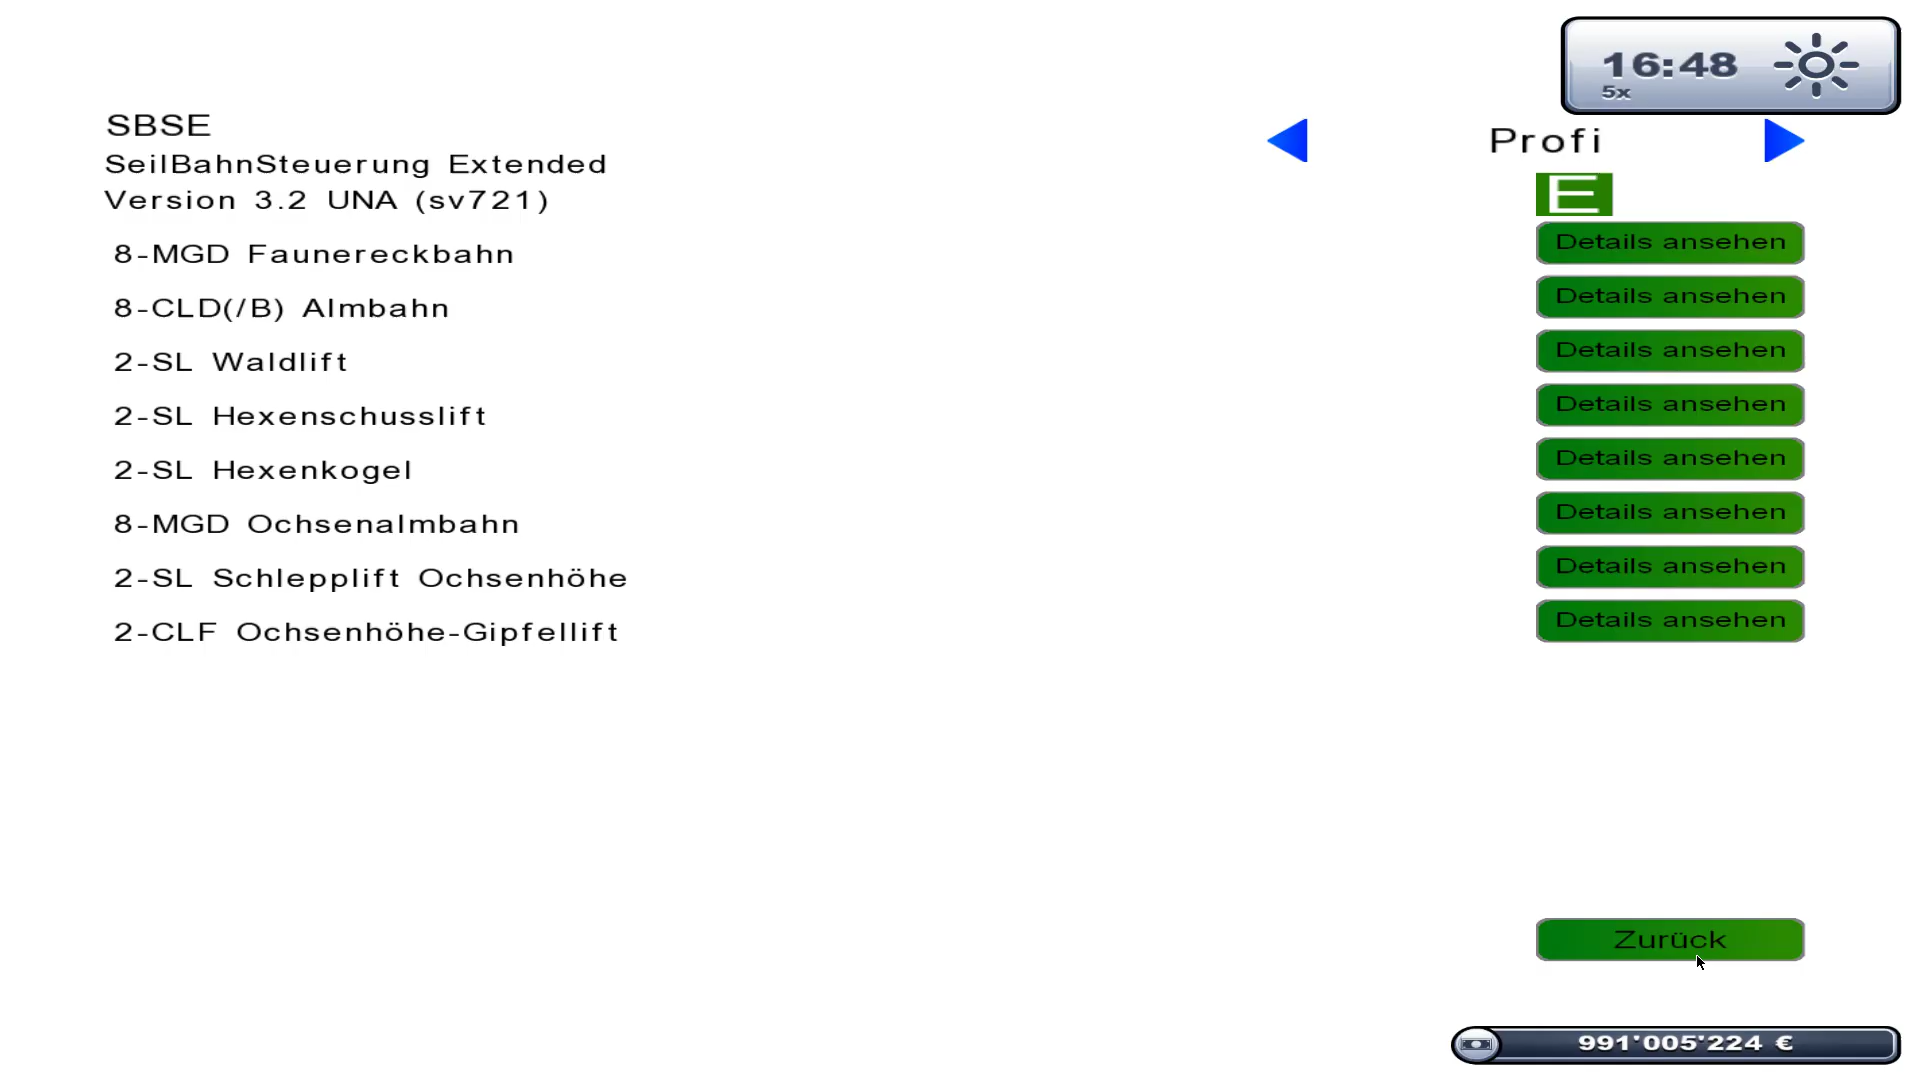 16:48
5x
SBSE
SeilBahnSteuerung Extended
Version 3.2 UNA (sv721)
Profi
E
8-MGD Faunereckbahn Details ansehen
8-CLD(/B) Almbahn Details ansehen
2-SL Waldlift Details ansehen
2-SL Hexenschusslift Details ansehen
2-SL Hexenkogel Details ansehen
8-MGD Ochsenalmbahn Details ansehen
2-SL Schlepplift Ochsenhöhe Details ansehen
2-CLF Ochsenhöhe-Gipfellift Details ansehen
Zurück
991'005'224 €